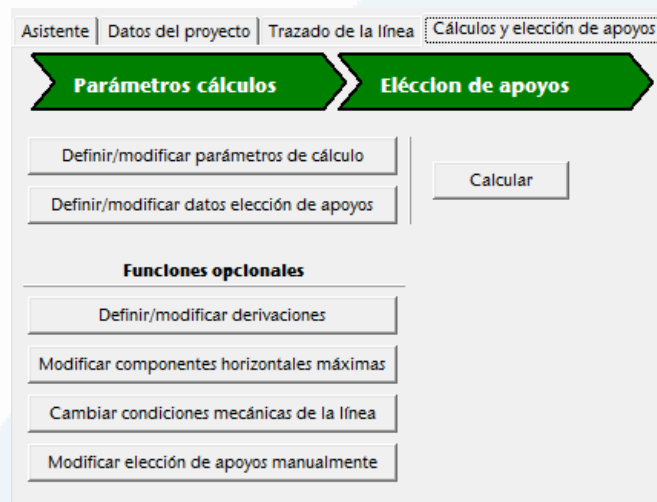 Asistente Datos del proyecto Trazado de la línea Cálculos y elección de apoyos
Parámetros cálculos Eléccion de apoyos
Definir/modificar parámetros de cálculo
Calcular
Definir/modificar datos elección de apoyos
Funciones opcionales
Definir/modificar derivaciones
Modificar componentes horizontales máximas
Cambiar condiciones mecánicas de la línea
Modificar elección de apoyos manualmente